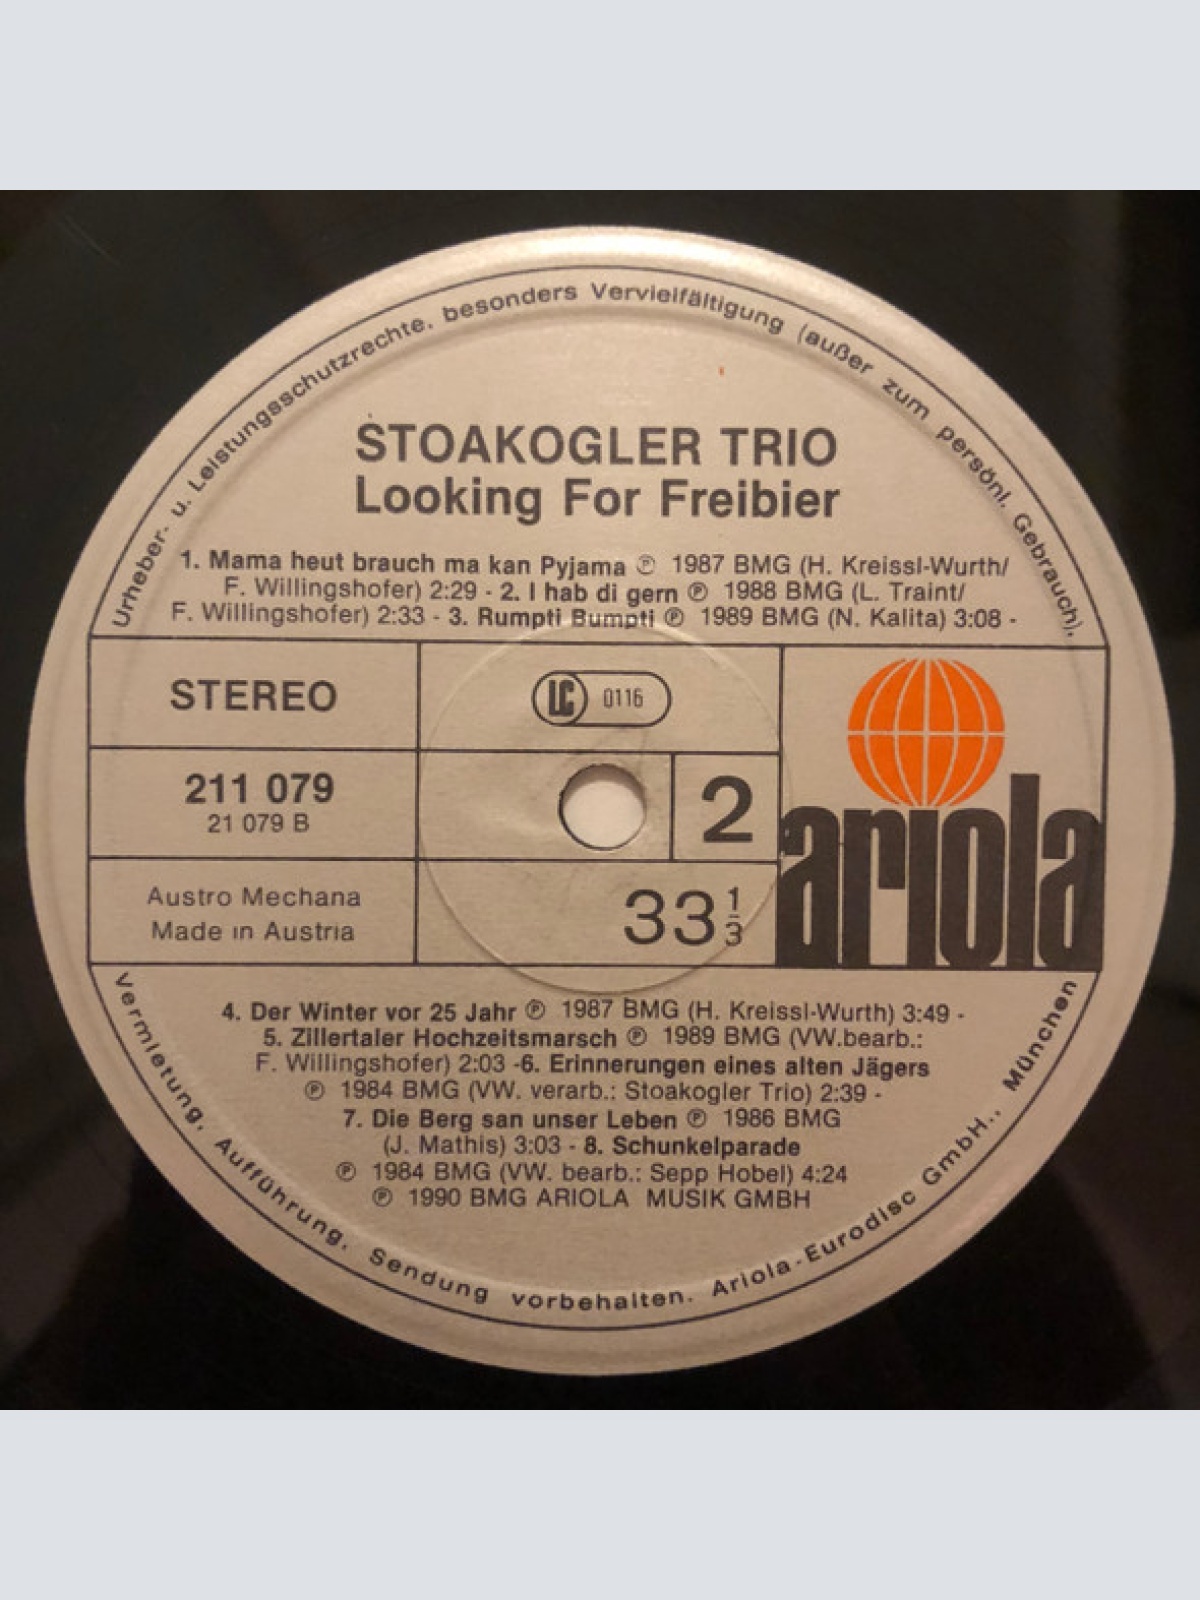 Urheber- u. Leistungsschutzrechte, besonders Vervielfältigung (außer zum persönl. Gebrauch),
STOAKOGLER TRIO
Looking For Freibier
1. Mama heut brauch ma kan Pyjama ℗ 1987 BMG (H. Kreissl-Wurth/
F. Willingshofer) 2:29 - 2. I hab di gern ℗ 1988 BMG (L. Traint/
F. Willingshofer) 2:33 - 3. Rumpti Bumpti ℗ 1989 BMG (N. Kalita) 3:08 -
STEREO
LC 0116
211 079
21 079 B
2
ariola
Austro Mechana
Made in Austria
33 1/3
4. Der Winter vor 25 Jahr ℗ 1987 BMG (H. Kreissl-Wurth) 3:49 -
5. Zillertaler Hochzeitsmarsch ℗ 1989 BMG (VW.bearb.:
F. Willingshofer) 2:03 -6. Erinnerungen eines alten Jägers
℗ 1984 BMG (VW. verarb.: Stoakogler Trio) 2:39 -
7. Die Berg san unser Leben ℗ 1986 BMG
(J. Mathis) 3:03 - 8. Schunkelparade
℗ 1984 BMG (VW. bearb.: Sepp Hobel) 4:24
℗ 1990 BMG ARIOLA MUSIK GMBH
Vermietung, Aufführung, Sendung vorbehalten. Ariola-Eurodisc GmbH., München